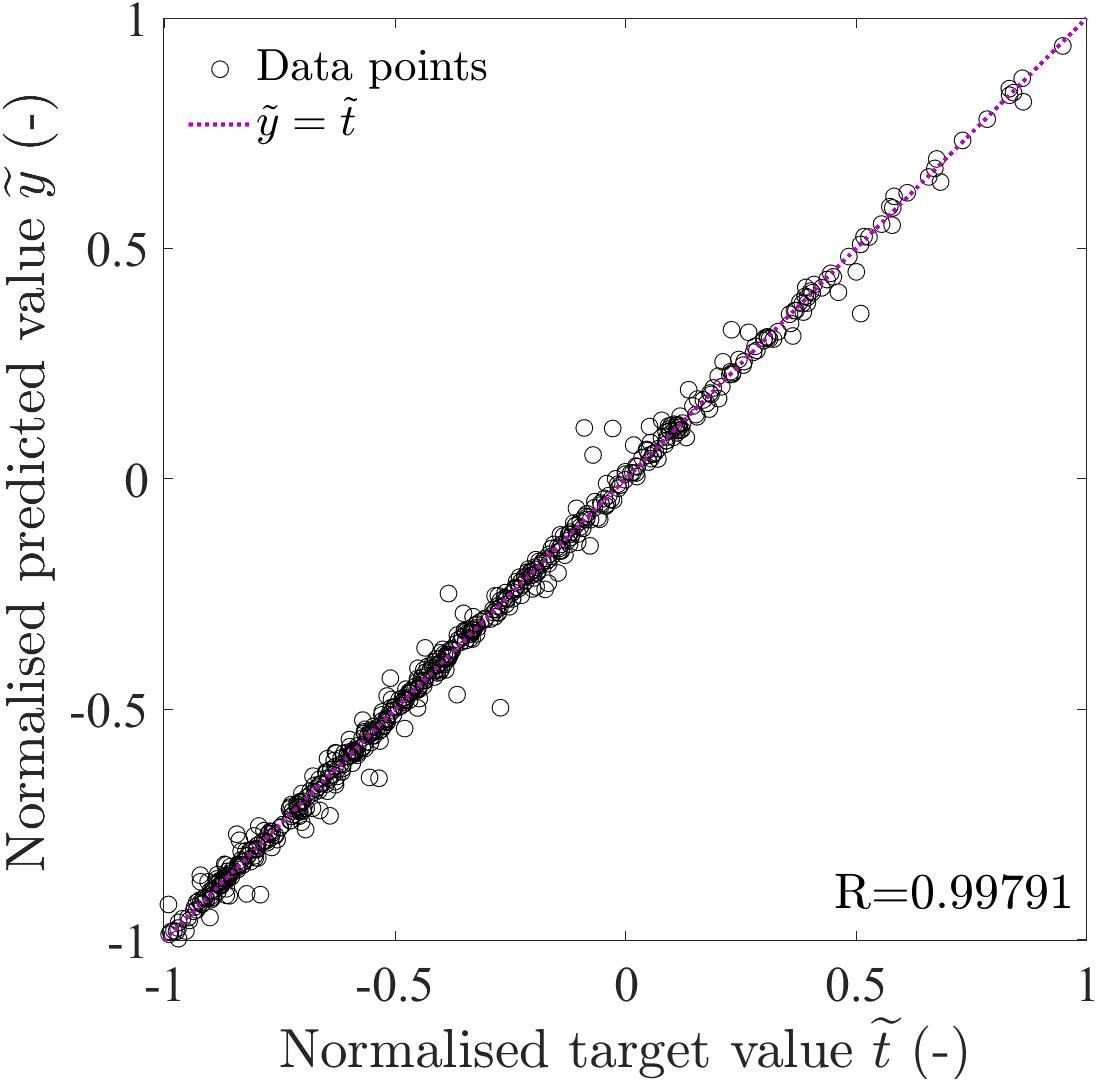 1
0.5
0
-0.5
-1
Normalised predicted value ỹ (-)
Data points
ỹ = t̃
R=0.99791
-1
-0.5
0
0.5
1
Normalised target value t̃ (-)